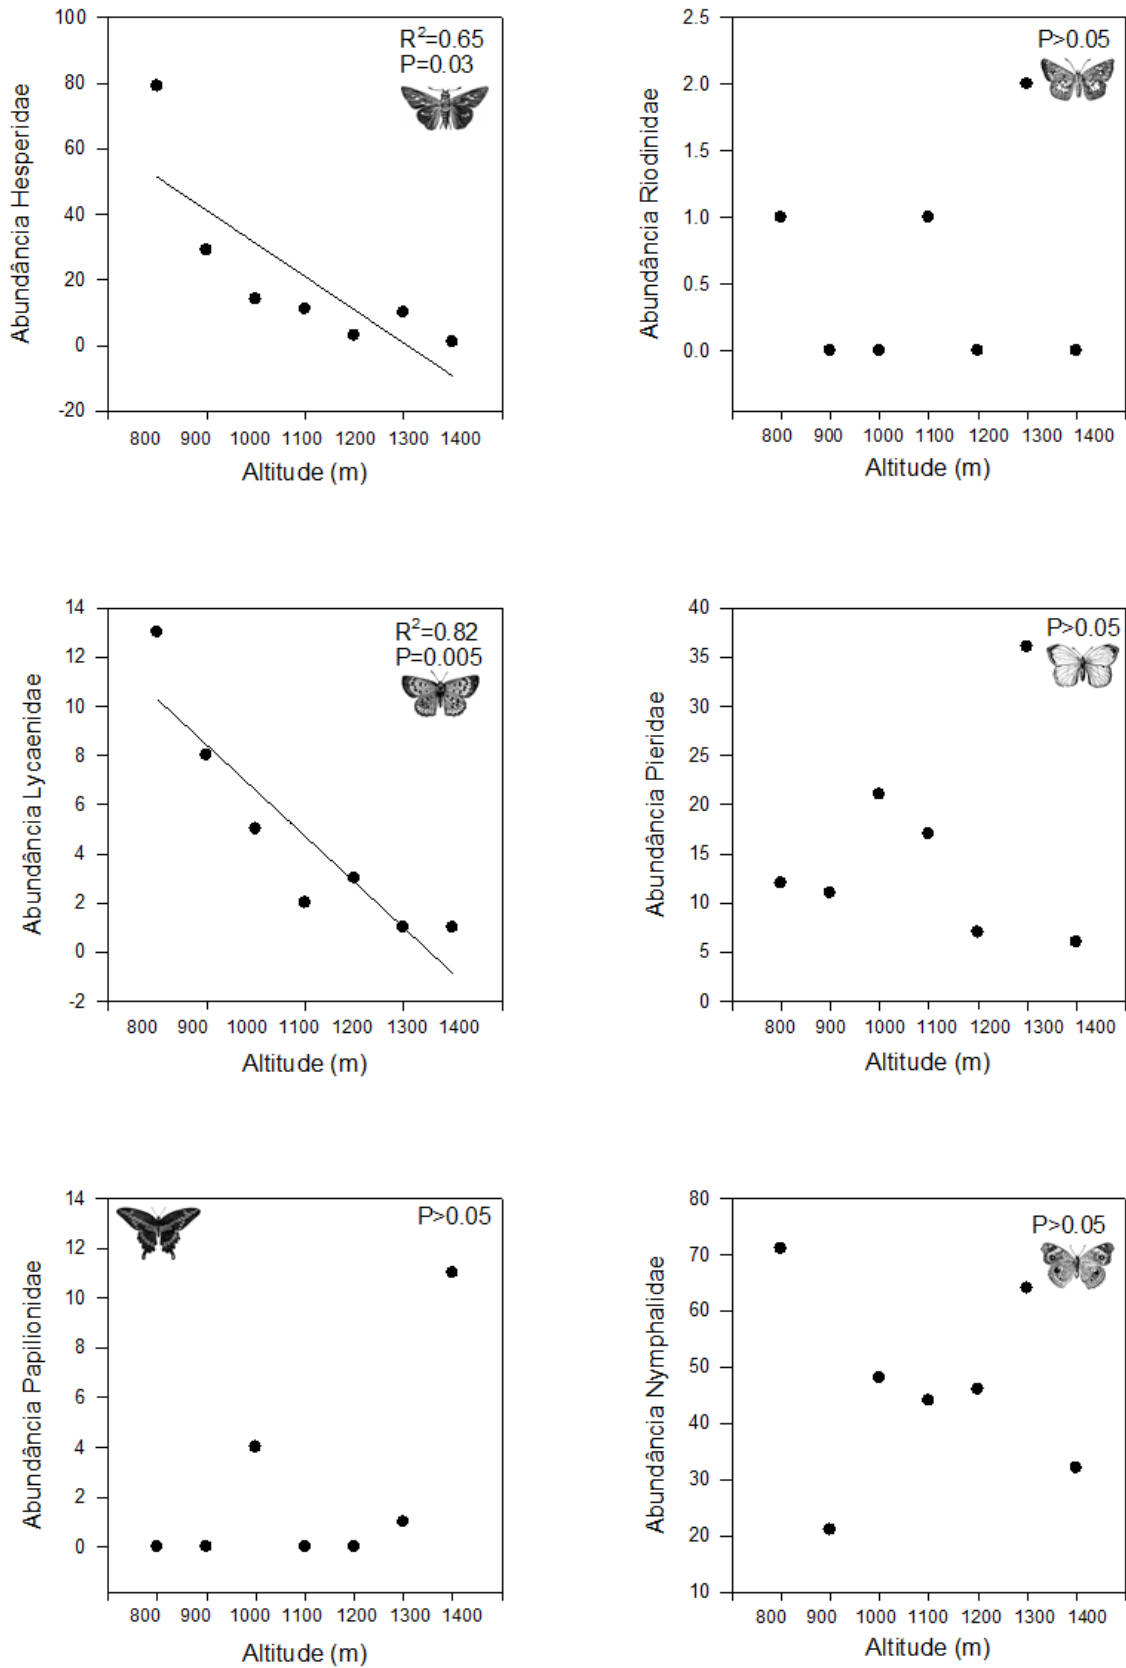 100
80
60
40
20
0
-20
Abundância Hesperidae
R²=0.65
P=0.03
800 900 1000 1100 1200 1300 1400
Altitude (m)
2.5
2.0
1.5
1.0
0.5
0.0
Abundância Riodinidae
P>0.05
800 900 1000 1100 1200 1300 1400
Altitude (m)
14
12
10
8
6
4
2
0
-2
Abundância Lycaenidae
R²=0.82
P=0.005
800 900 1000 1100 1200 1300 1400
Altitude (m)
40
35
30
25
20
15
10
5
0
Abundância Pieridae
P>0.05
800 900 1000 1100 1200 1300 1400
Altitude (m)
14
12
10
8
6
4
2
0
Abundância Papilionidae
P>0.05
800 900 1000 1100 1200 1300 1400
Altitude (m)
80
70
60
50
40
30
20
10
Abundância Nymphalidae
P>0.05
800 900 1000 1100 1200 1300 1400
Altitude (m)